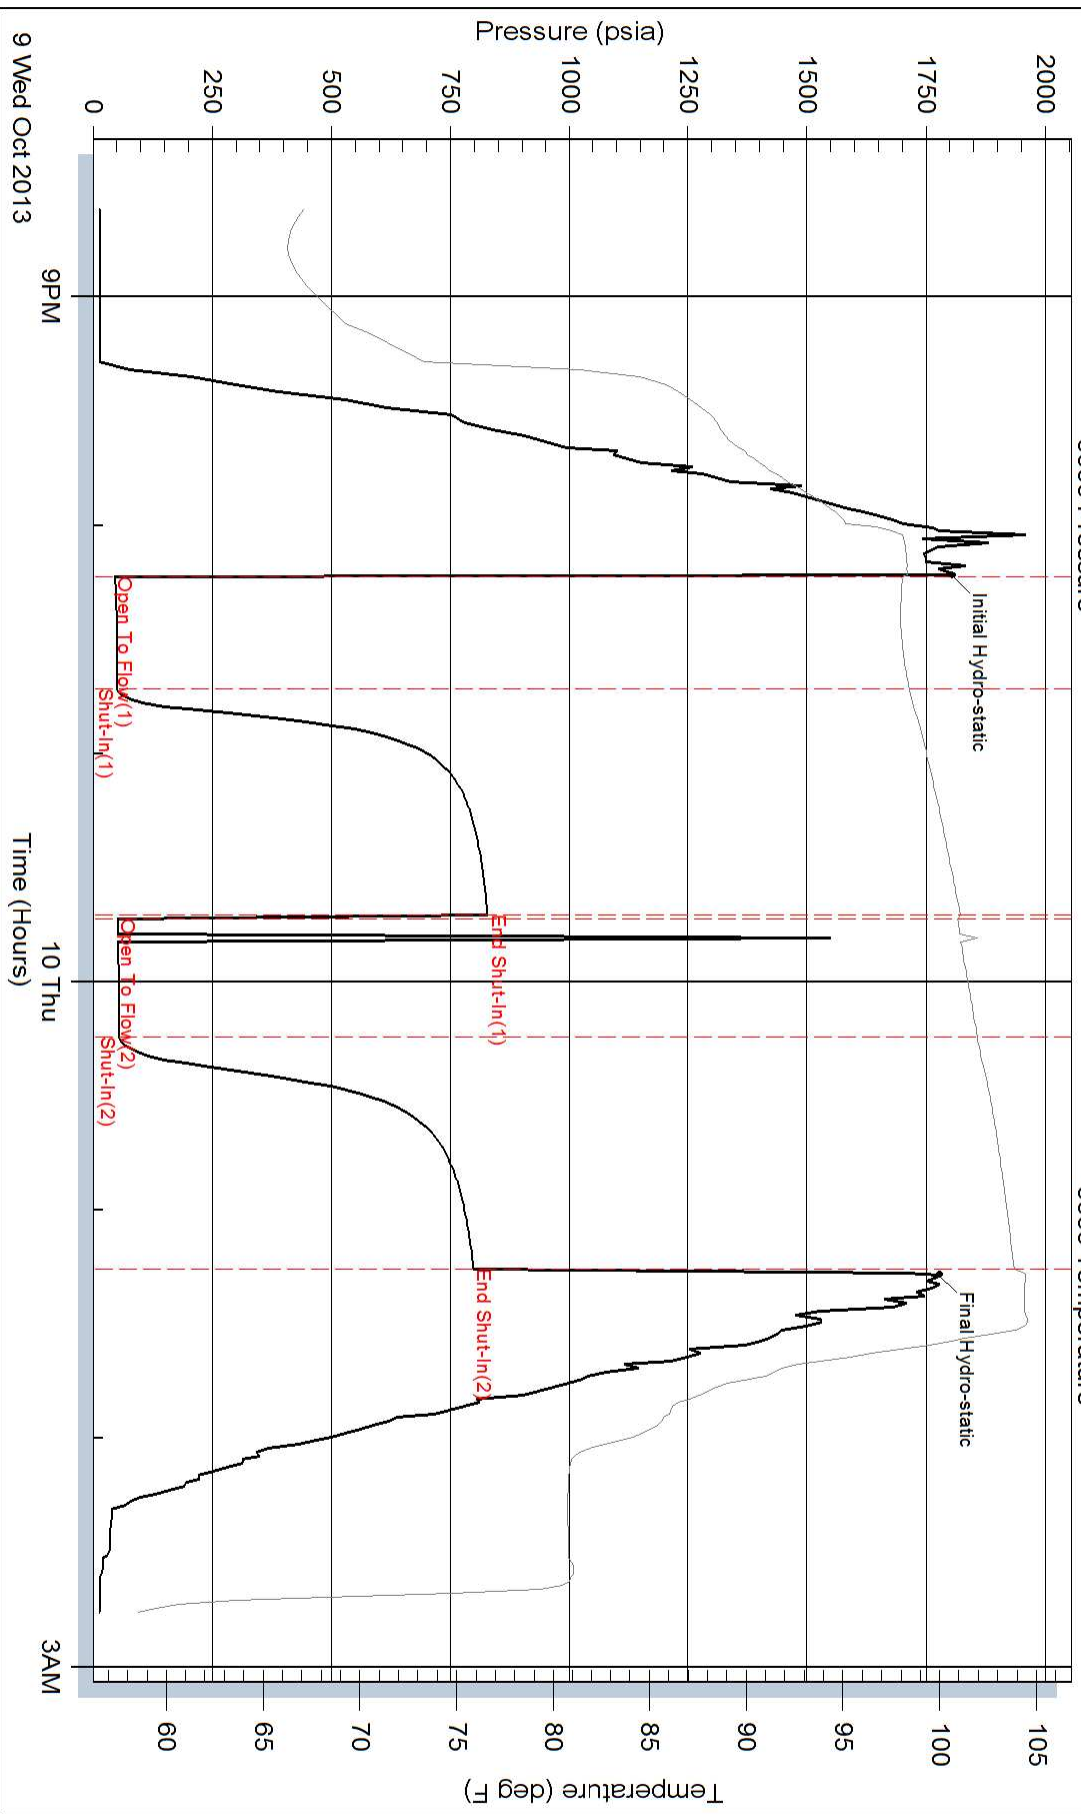 Pressure (psia)
0
250
500
750
1000
1250
1500
1750
2000
9 Wed Oct 2013
9PM
10 Thu
3AM
Time (Hours)
Initial Hydro-static
Open To Flow(1)
Shut-In(1)
End Shut-In(1)
Open To Flow(2)
Shut-In(2)
End Shut-In(2)
Final Hydro-static
60
65
70
75
80
85
90
95
100
105
Temperature (deg F)